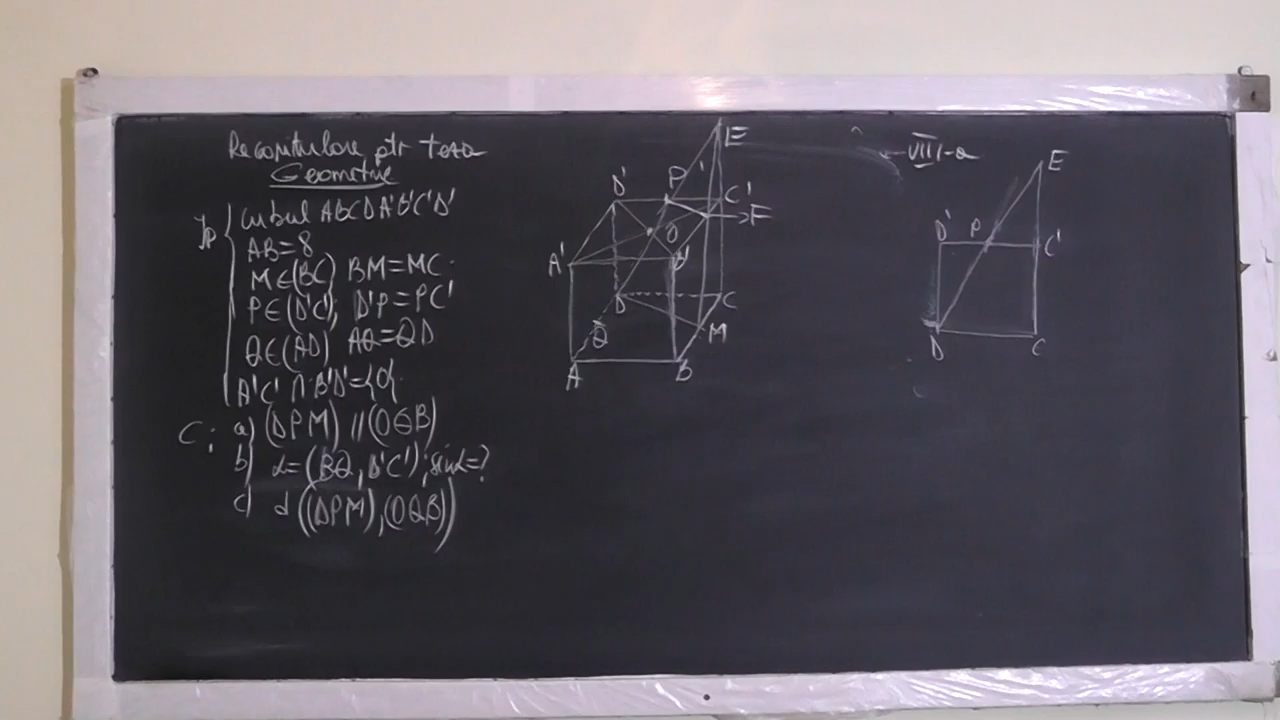 Recapitulare ptr teza
Geometrie
Ip cubul ABCDA'B'C'D'
AB=8
M∈(BC) BM=MC
P∈(D'C'); D'P=PC'
Q∈(AD) AQ=QD
A'C'∩B'D'={O}
C: a) (DPM) // (OQB)
b) α=(BQ, B'C'); sinα=?
c) d((DPM),(OQB))
E
D' P C'
O F
A' B'
D C
Q M
A B
VIII-a
E
D' P C'
D C